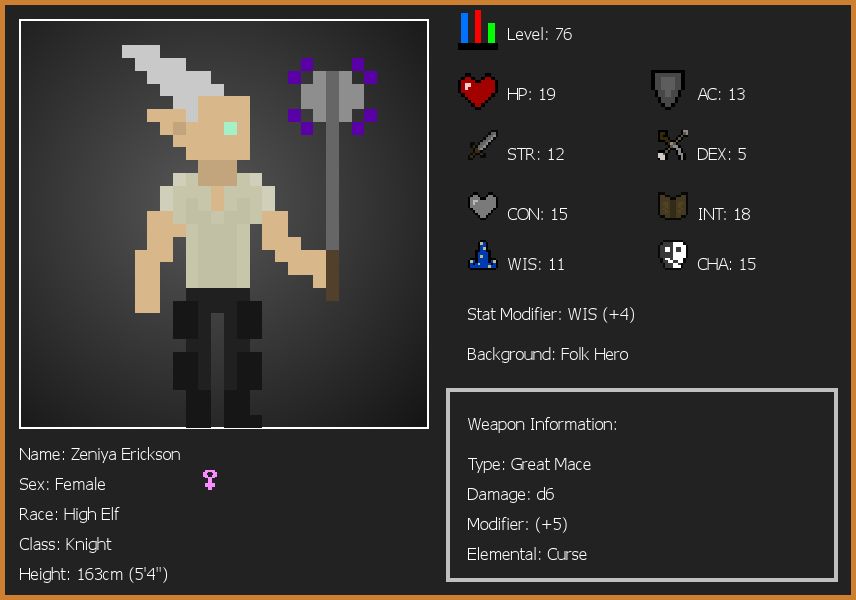 Level: 76
HP: 19
AC: 13
STR: 12
DEX: 5
CON: 15
INT: 18
WIS: 11
CHA: 15
Stat Modifier: WIS (+4)
Background: Folk Hero
Weapon Information:
Type: Great Mace
Damage: d6
Modifier: (+5)
Elemental: Curse
Name: Zeniya Erickson
Sex: Female
Race: High Elf
Class: Knight
Height: 163cm (5'4")